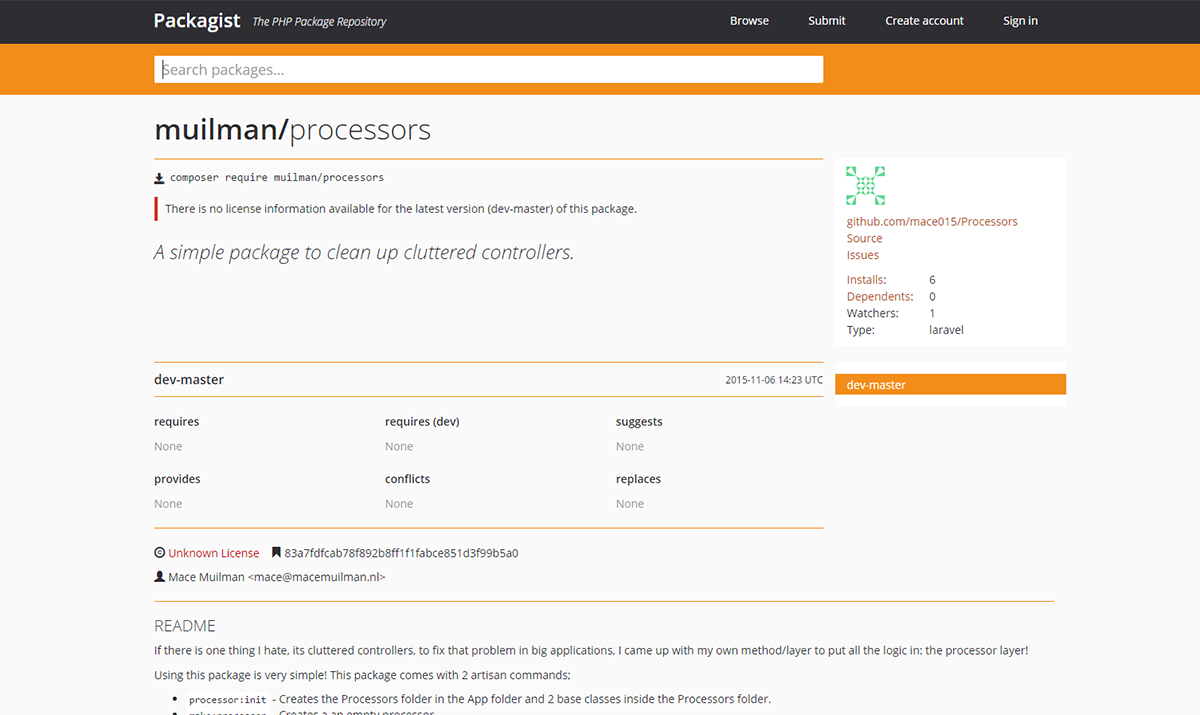 Packagist The PHP Package Repository Browse Submit Create account Sign in
Search packages...
muilman/processors
composer require muilman/processors
There is no license information available for the latest version (dev-master) of this package.
A simple package to clean up cluttered controllers.
github.com/mace015/Processors
Source
Issues
Installs: 6
Dependents: 0
Watchers: 1
Type: laravel
dev-master 2015-11-06 14:23 UTC
dev-master
requires requires (dev) suggests
None None None
provides conflicts replaces
None None None
Unknown License 83a7fdfcab78f892b8ff1f1fabce851d3f99b5a0
Mace Muilman <mace@macemuilman.nl>
README
If there is one thing I hate, its cluttered controllers, to fix that problem in big applications, I came up with my own method/layer to put all the logic in: the processor layer!
Using this package is very simple! This package comes with 2 artisan commands;
• processor:init - Creates the Processors folder in the App folder and 2 base classes inside the Processors folder.
• make:processor - Creates a an empty processor.